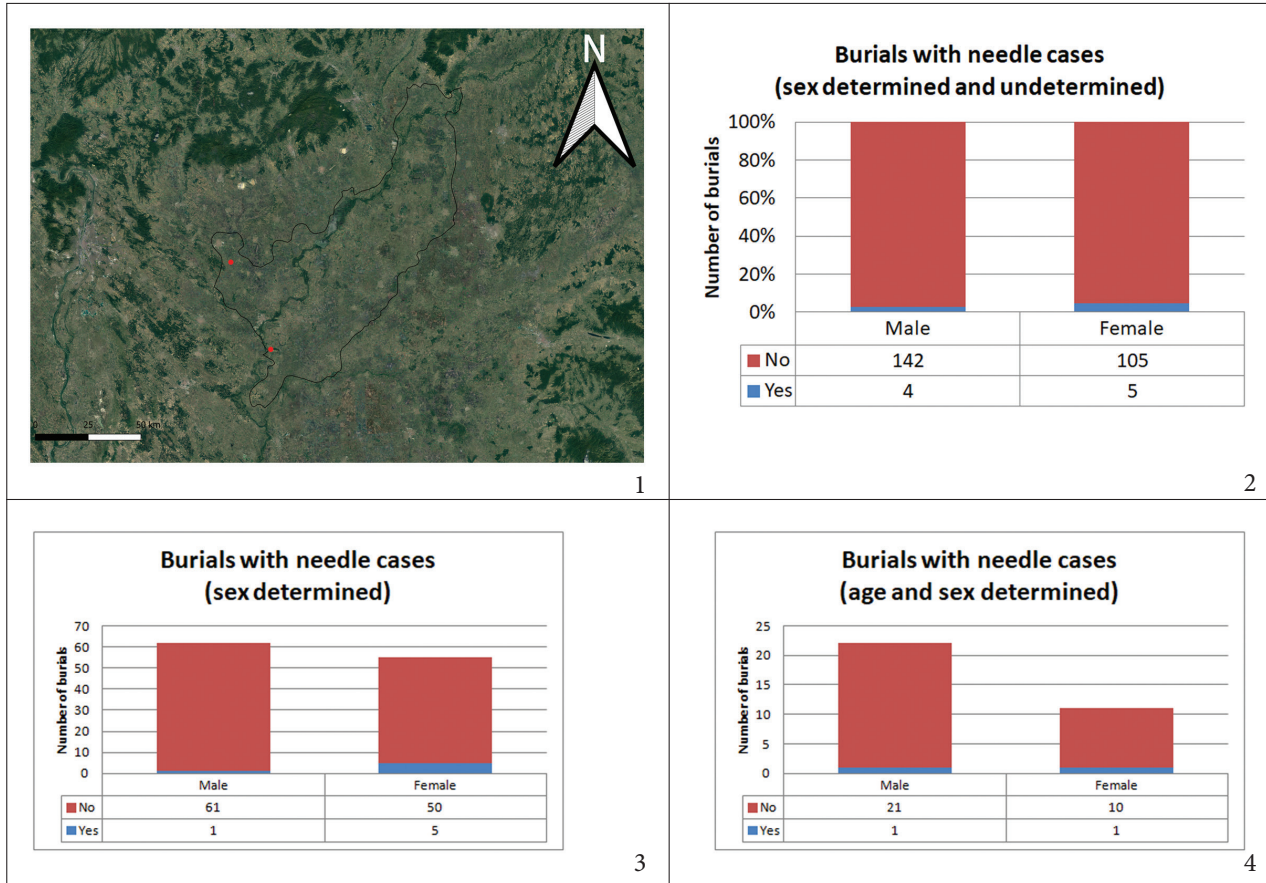 N
0 25 50 km
1
Burials with needle cases
(sex determined and undetermined)
Number of burials
100%
80%
60%
40%
20%
0%
Male Female
No 142 105
Yes 4 5
2
Burials with needle cases
(sex determined)
Number of burials
70
60
50
40
30
20
10
0
Male Female
No 61 50
Yes 1 5
3
Burials with needle cases
(age and sex determined)
Number of burials
25
20
15
10
5
0
Male Female
No 21 10
Yes 1 1
4